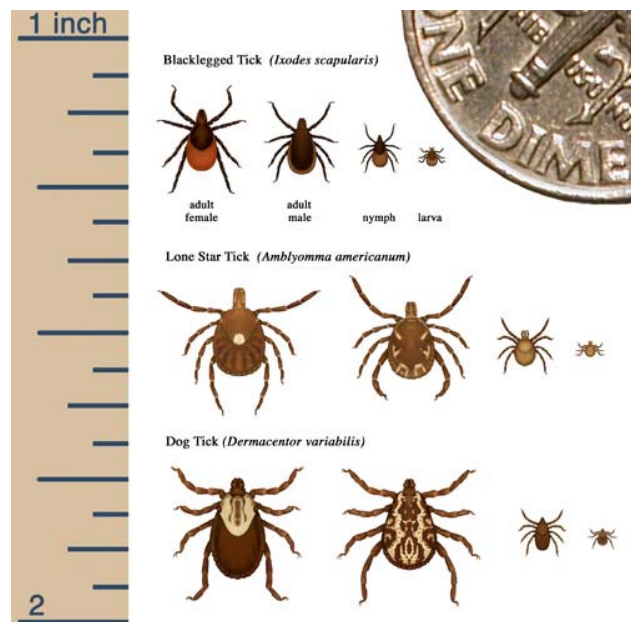 1 inch
Blacklegged Tick (Ixodes scapularis)
ONE DIME
adult female
adult male
nymph
larva
Lone Star Tick (Amblyomma americanum)
Dog Tick (Dermacentor variabilis)
2